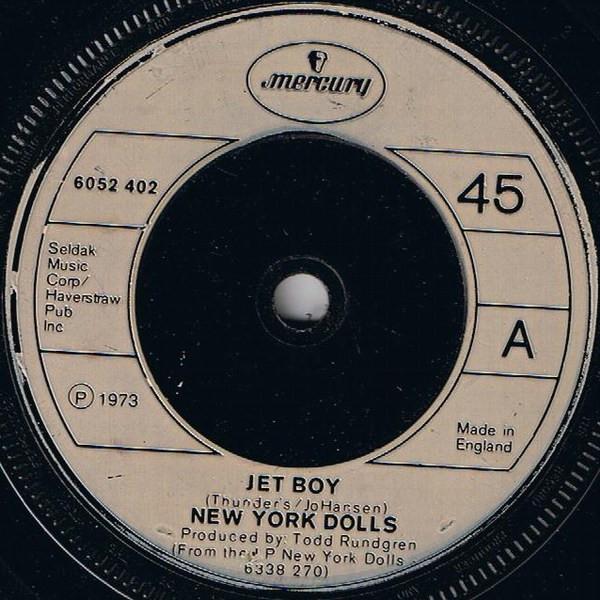 mercury
6052 402
45
Seldak
Music
Corp/
Haverstraw
Pub
Inc
A
Ⓟ 1973
Made in
England
JET BOY
(Thunders/JoHansen)
NEW YORK DOLLS
Produced by: Todd Rundgren
(From the LP New York Dolls
6338 270)